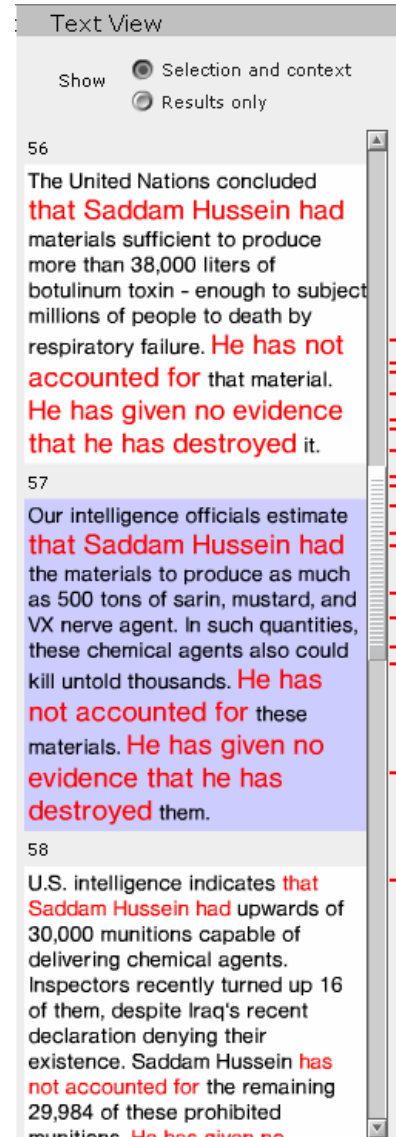 Text View
Show
Selection and context
Results only
56
The United Nations concluded
that Saddam Hussein had
materials sufficient to produce
more than 38,000 liters of
botulinum toxin - enough to subject
millions of people to death by
respiratory failure. He has not
accounted for that material.
He has given no evidence
that he has destroyed it.
57
Our intelligence officials estimate
that Saddam Hussein had
the materials to produce as much
as 500 tons of sarin, mustard, and
VX nerve agent. In such quantities,
these chemical agents also could
kill untold thousands. He has
not accounted for these
materials. He has given no
evidence that he has
destroyed them.
58
U.S. intelligence indicates that
Saddam Hussein had upwards of
30,000 munitions capable of
delivering chemical agents.
Inspectors recently turned up 16
of them, despite Iraq's recent
declaration denying their
existence. Saddam Hussein has
not accounted for the remaining
29,984 of these prohibited
munitions. He has given no